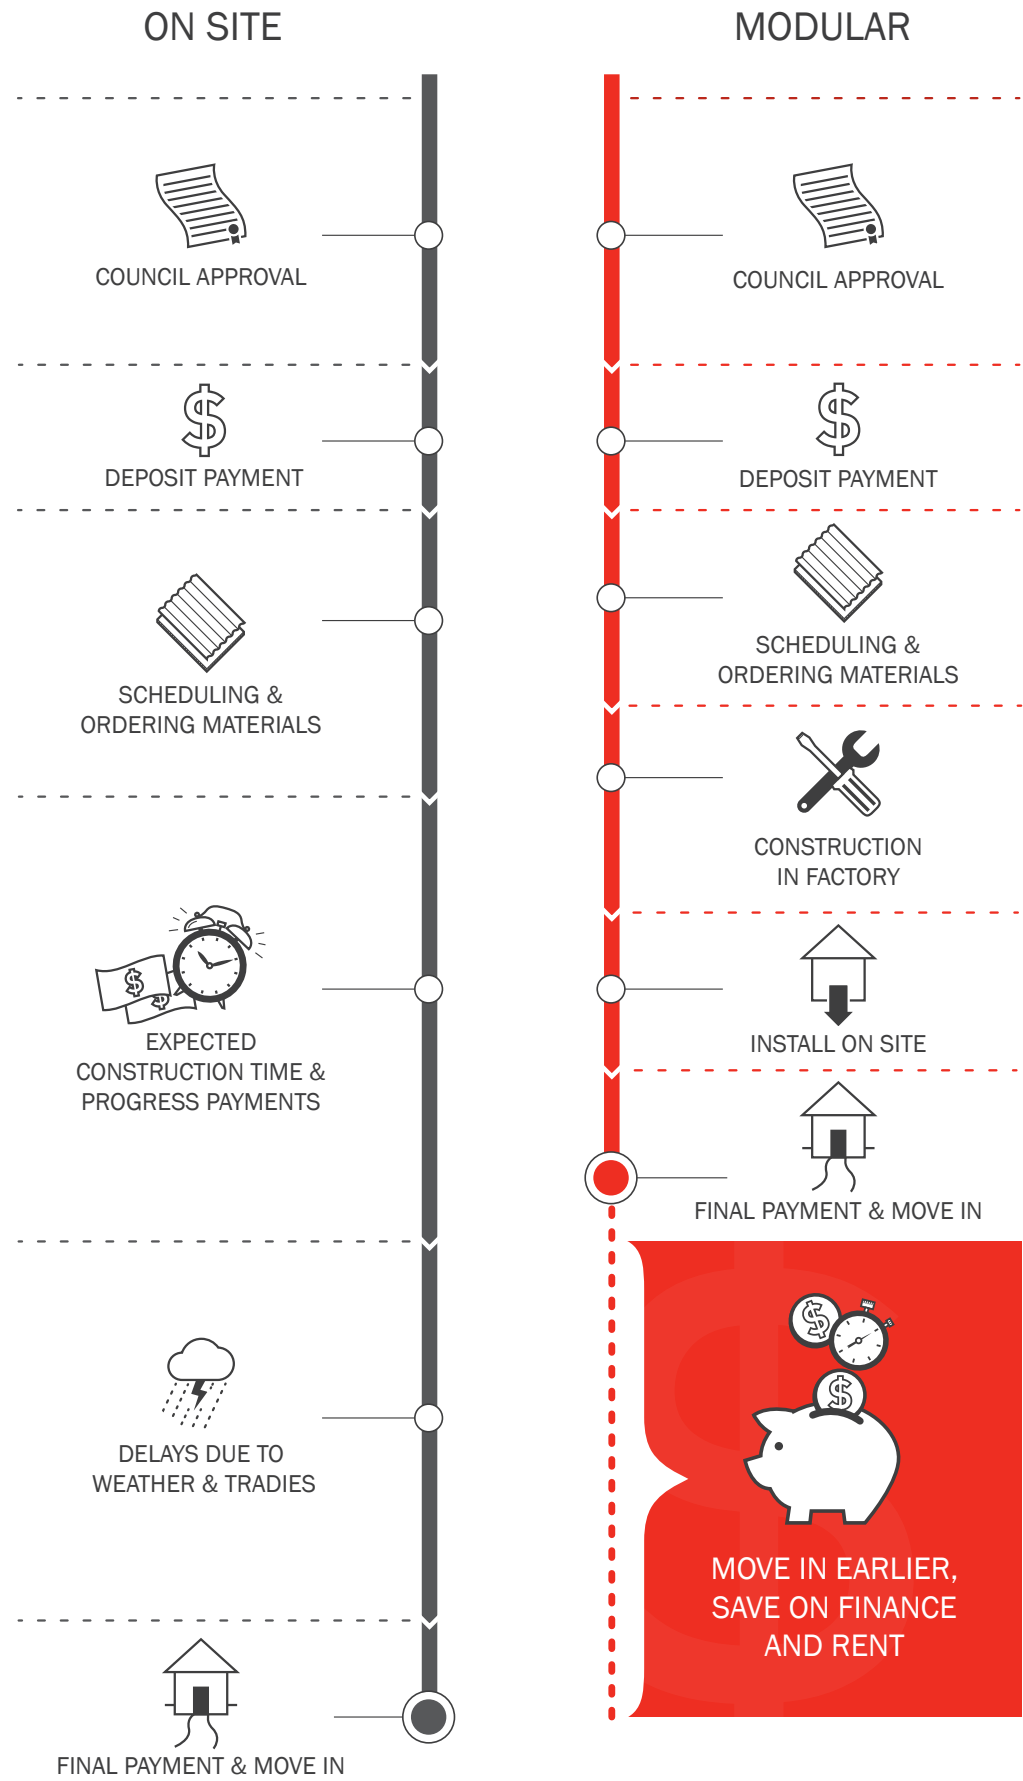 ON SITE
COUNCIL APPROVAL
DEPOSIT PAYMENT
SCHEDULING &
ORDERING MATERIALS
EXPECTED
CONSTRUCTION TIME &
PROGRESS PAYMENTS
DELAYS DUE TO
WEATHER & TRADIES
FINAL PAYMENT & MOVE IN
MODULAR
COUNCIL APPROVAL
DEPOSIT PAYMENT
SCHEDULING &
ORDERING MATERIALS
CONSTRUCTION
IN FACTORY
INSTALL ON SITE
FINAL PAYMENT & MOVE IN
MOVE IN EARLIER,
SAVE ON FINANCE
AND RENT